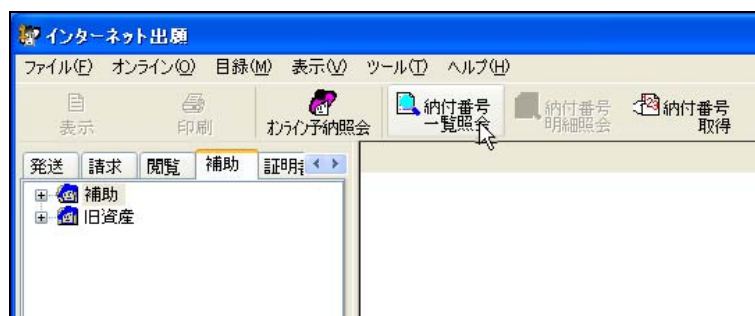 インターネット出願
ファイル(F) オンライン(O) 目録(M) 表示(V) ツール(T) ヘルプ(H)
表示
印刷
オンライン予納照会
納付番号
一覧照会
納付番号
明細照会
納付番号
取得
発送 請求 閲覧 補助
補助
旧資産